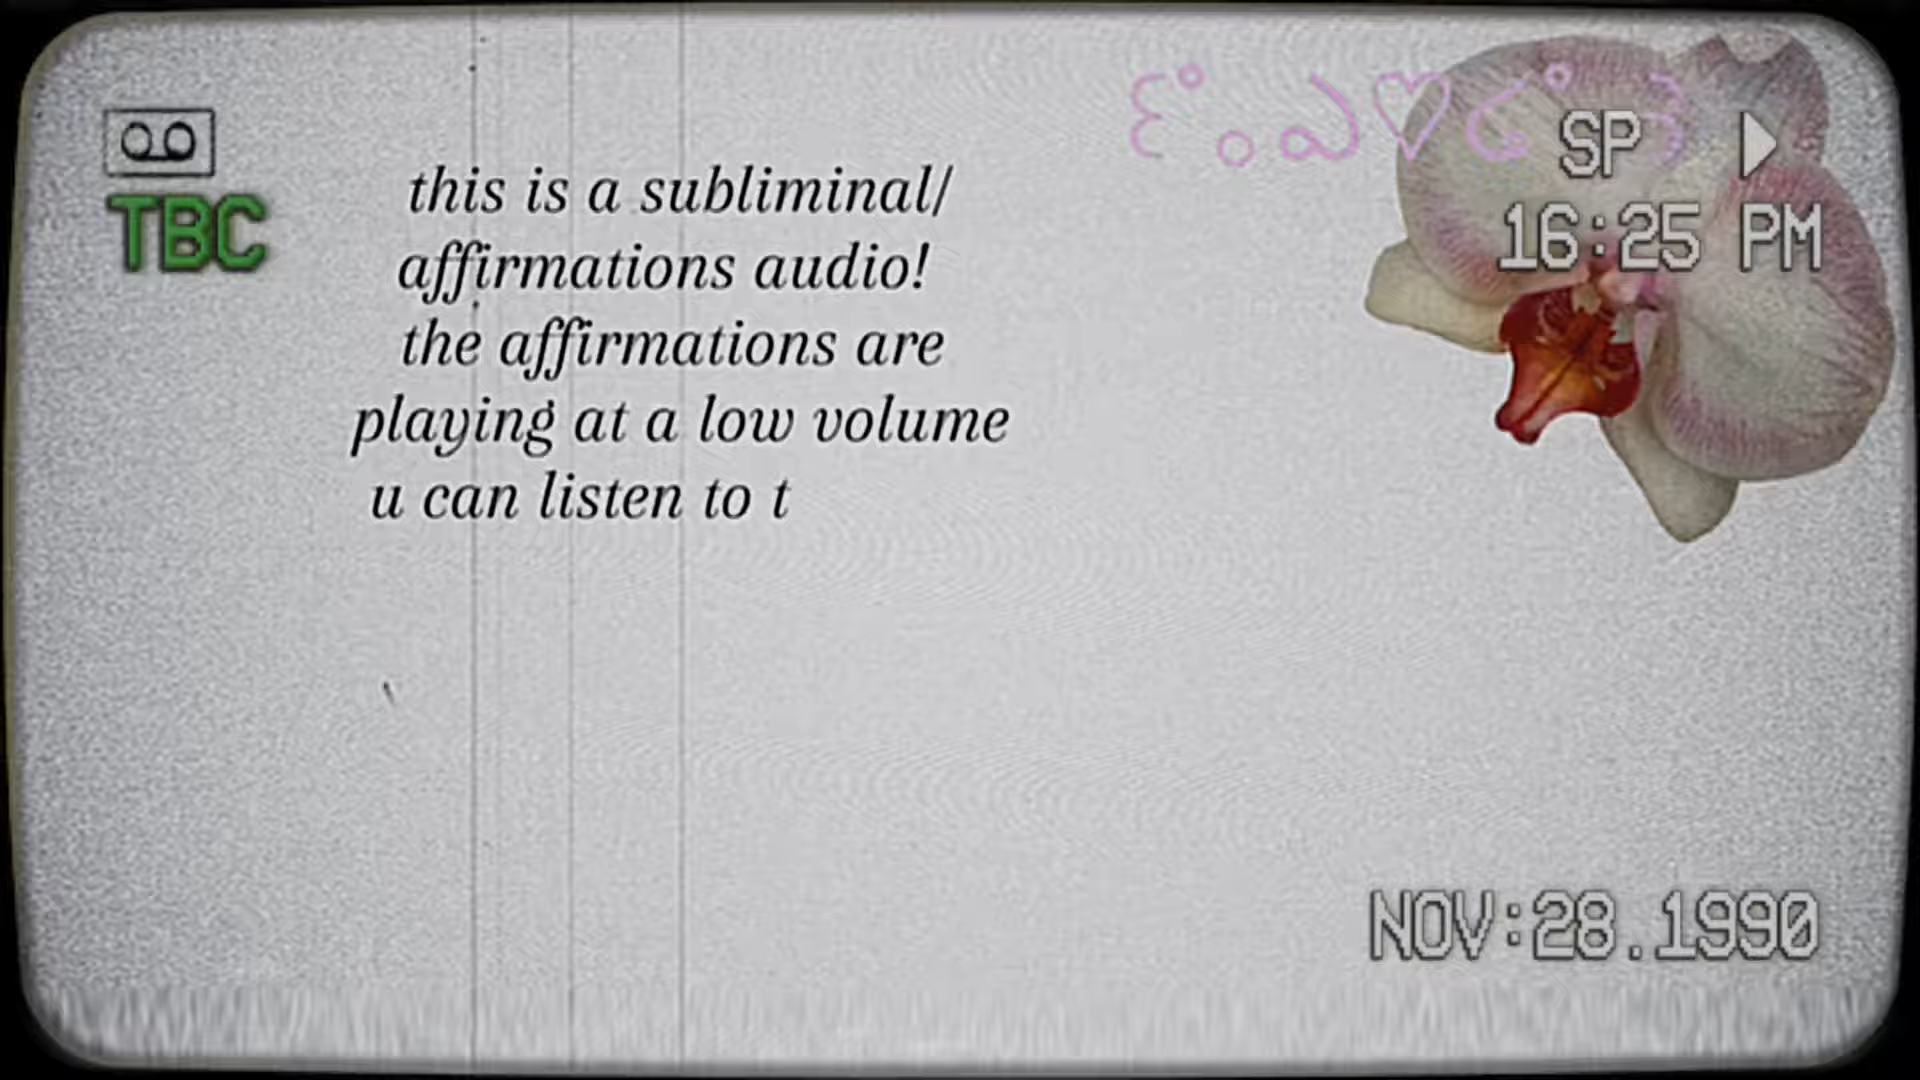 TBC
this is a subliminal/
affirmations audio!
the affirmations are
playing at a low volume
u can listen to t
꒰ঌ♡໒꒱
SP
16:25 PM
NOV:28.1990